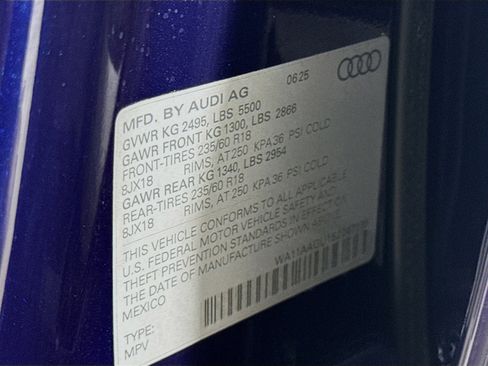 MFD. BY AUDI AG 06:25
GVWR KG 2495, LBS 5500
GAWR FRONT KG 1300, LBS 2866
FRONT-TIRES 235/60 R18
8JX18 RIMS, AT 250 KPA 36 PSI COLD
GAWR REAR KG 1340, LBS 2954
REAR-TIRES 235/60 R18
8JX18 RIMS, AT 250 KPA 36 PSI COLD
THIS VEHICLE CONFORMS TO ALL APPLICABLE
U.S. FEDERAL MOTOR VEHICLE SAFETY AND
THEFT PREVENTION STANDARDS IN EFFECT ON
THE DATE OF MANUFACTURE SHOWN
MEXICO
TYPE:
MPV